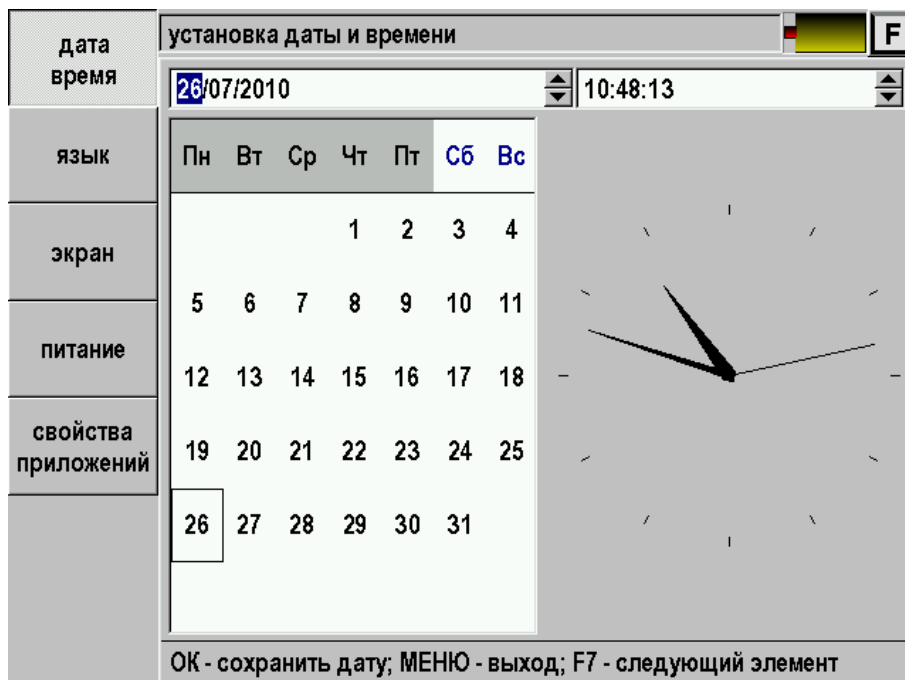 дата
время
установка даты и времени
F
26/07/2010
10:48:13
язык
экран
питание
свойства
приложений
Пн Вт Ср Чт Пт Сб Вс
1 2 3 4
5 6 7 8 9 10 11
12 13 14 15 16 17 18
19 20 21 22 23 24 25
26 27 28 29 30 31
ОК - сохранить дату; МЕНЮ - выход; F7 - следующий элемент